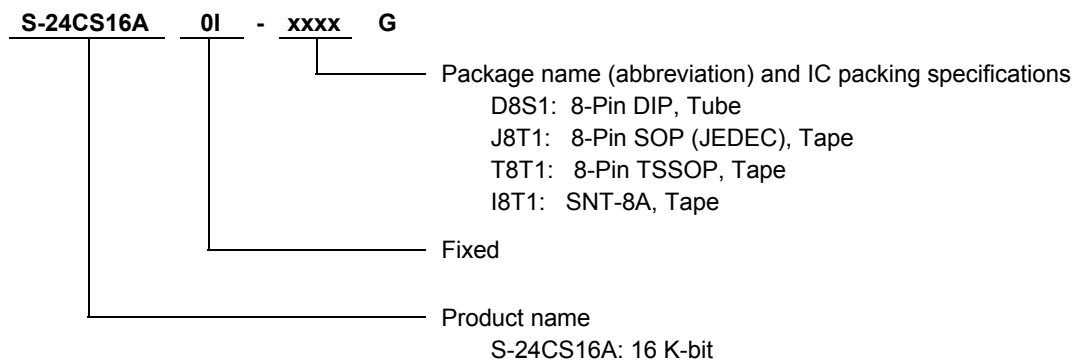 S-24CS16A 0I - xxxx G
Package name (abbreviation) and IC packing specifications
D8S1: 8-Pin DIP, Tube
J8T1: 8-Pin SOP (JEDEC), Tape
T8T1: 8-Pin TSSOP, Tape
I8T1: SNT-8A, Tape
Fixed
Product name
S-24CS16A: 16 K-bit